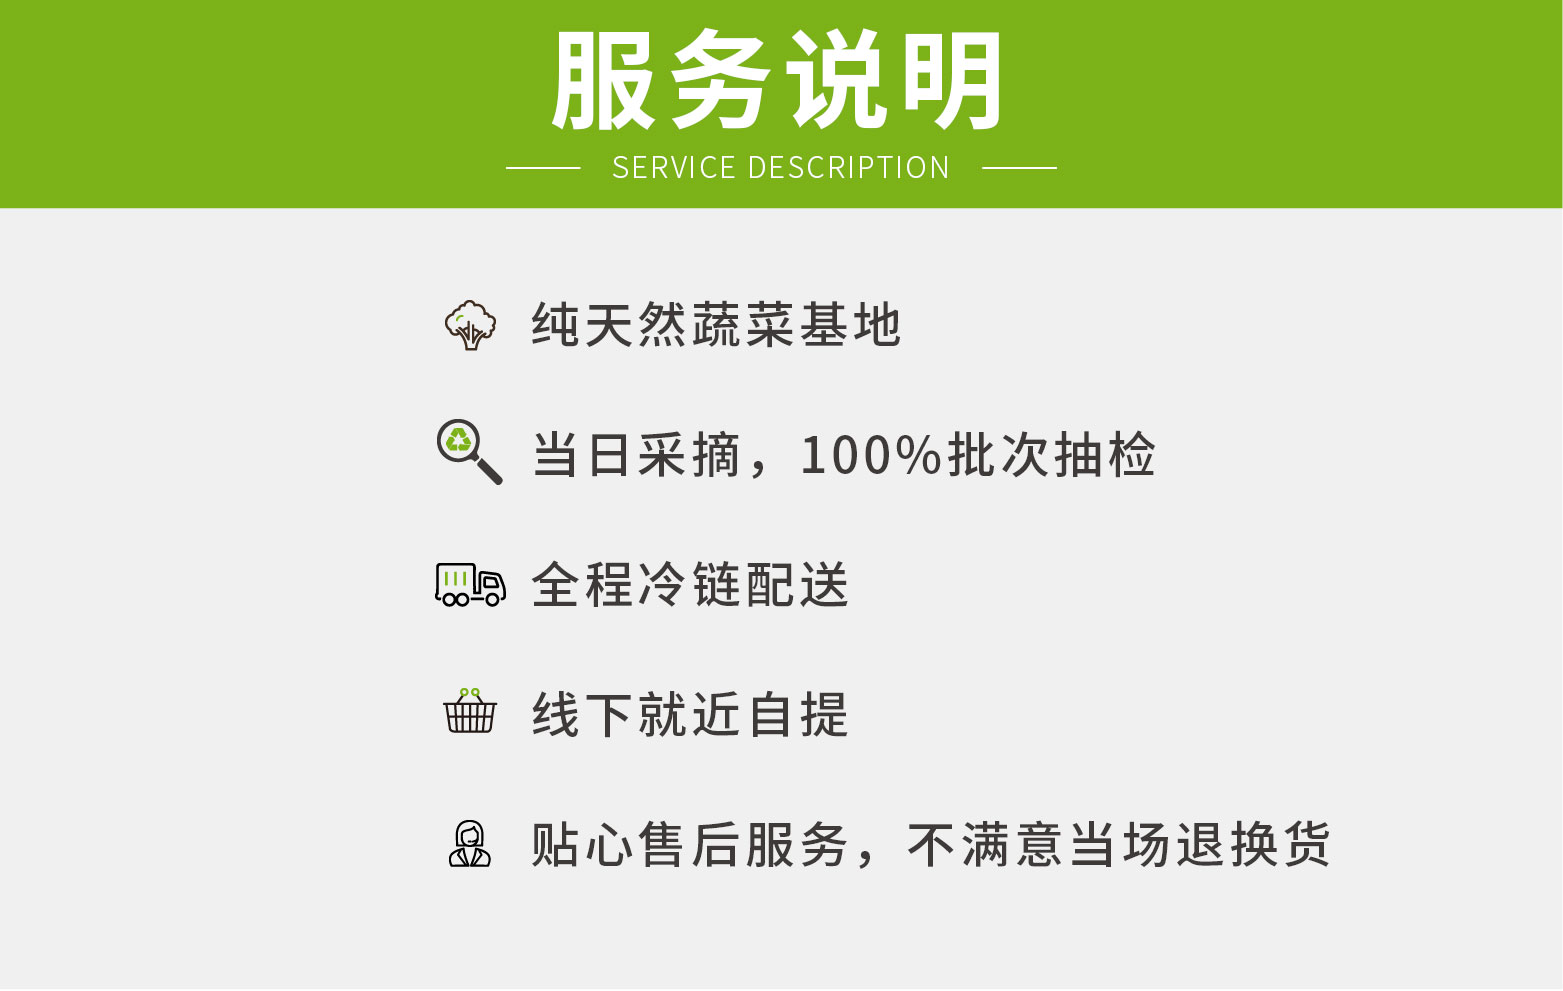 服务说明
SERVICE DESCRIPTION
纯天然蔬菜基地
当日采摘，100%批次抽检
全程冷链配送
线下就近自提
贴心售后服务，不满意当场退换货